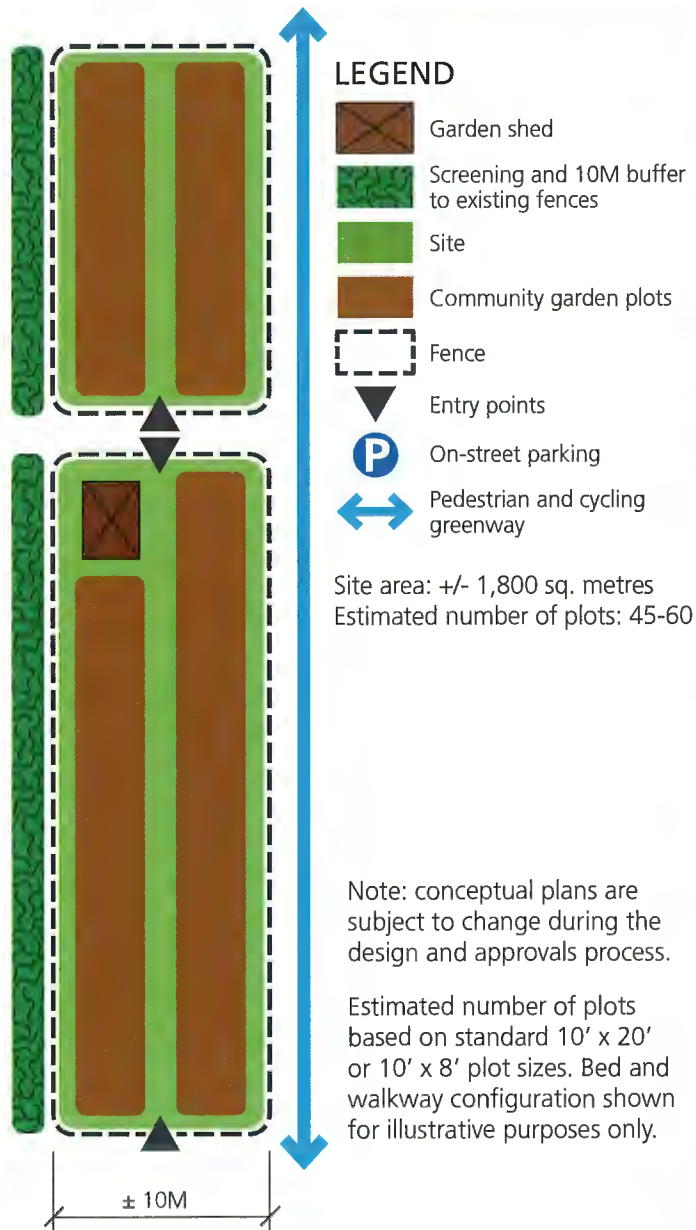 LEGEND
Garden shed
Screening and 10M buffer
to existing fences
Site
Community garden plots
Fence
Entry points
P
On-street parking
Pedestrian and cycling
greenway
Site area: +/- 1,800 sq. metres
Estimated number of plots: 45-60
Note: conceptual plans are
subject to change during the
design and approvals process.
Estimated number of plots
based on standard 10' x 20'
or 10' x 8' plot sizes. Bed and
walkway configuration shown
for illustrative purposes only.
± 10M